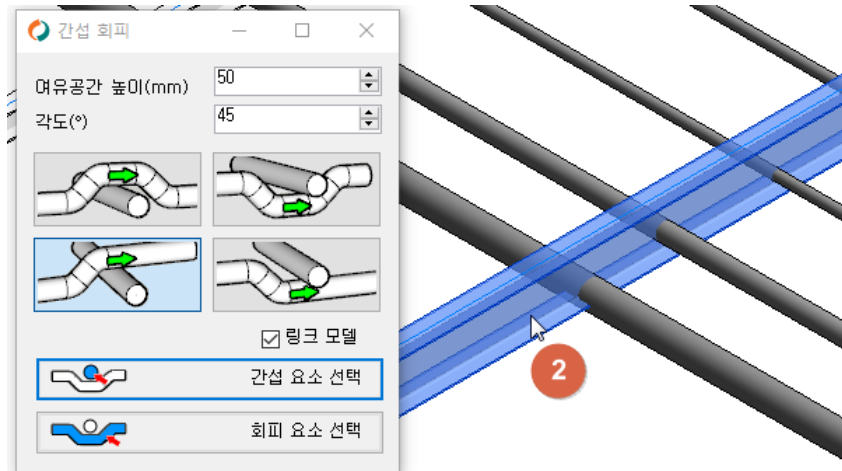 간섭 회피
여유공간 높이(mm) 50
각도(°) 45
링크 모델
간섭 요소 선택
회피 요소 선택
2